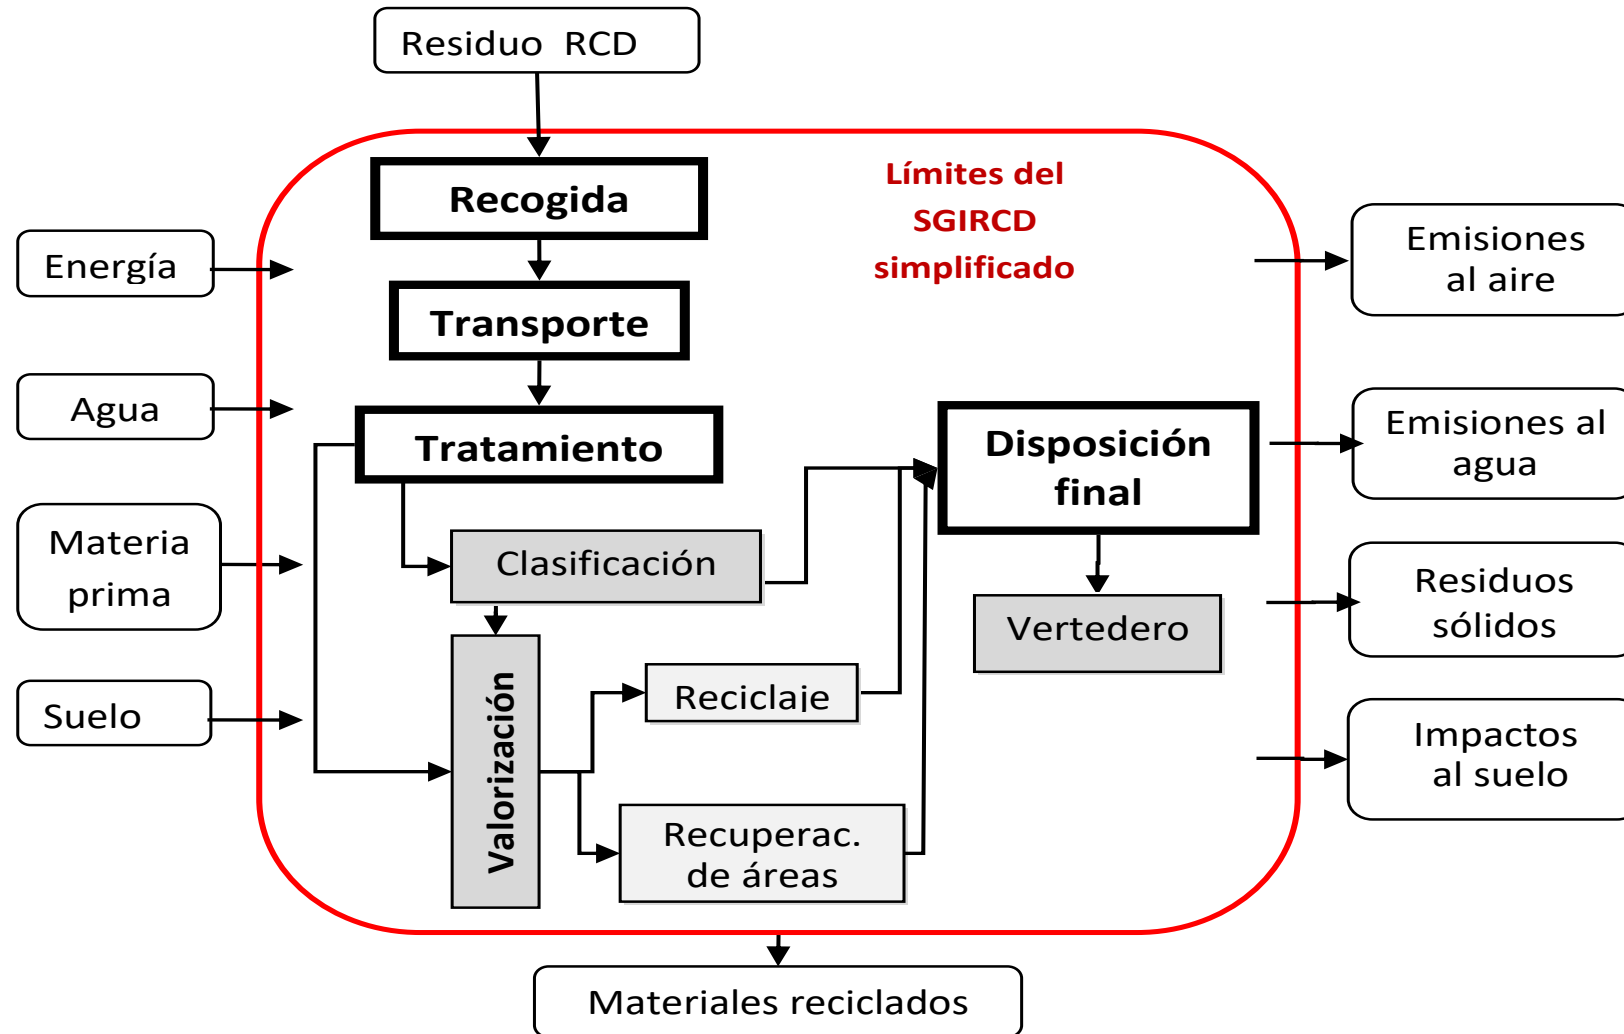 Residuo RCD
Recogida
Límites del
SGIRCD
simplificado
Energía
Transporte
Emisiones
al aire
Agua
Tratamiento
Disposición
final
Emisiones al
agua
Materia
prima
Clasificación
Vertedero
Residuos
sólidos
Suelo
Valorización
Reciclaje
Impactos
al suelo
Recuperac.
de áreas
Materiales reciclados